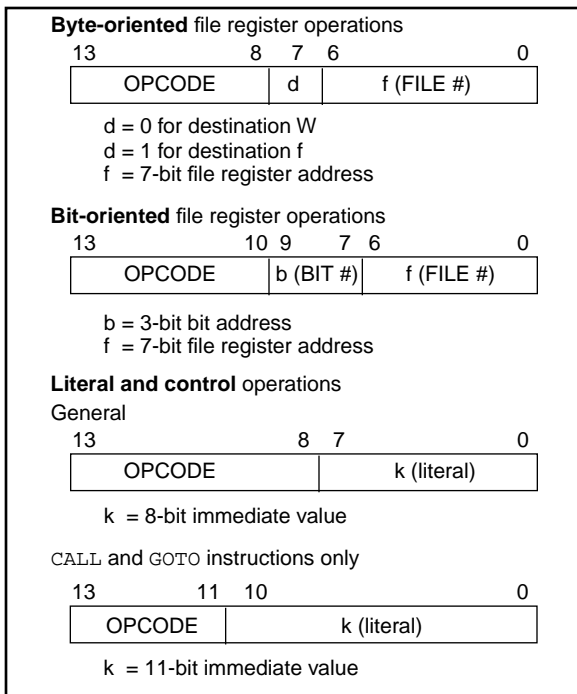 Byte-oriented file register operations
13 8 7 6 0
OPCODE d f (FILE #)
d = 0 for destination W
d = 1 for destination f
f = 7-bit file register address
Bit-oriented file register operations
13 10 9 7 6 0
OPCODE b (BIT #) f (FILE #)
b = 3-bit bit address
f = 7-bit file register address
Literal and control operations
General
13 8 7 0
OPCODE k (literal)
k = 8-bit immediate value
CALL and GOTO instructions only
13 11 10 0
OPCODE k (literal)
k = 11-bit immediate value